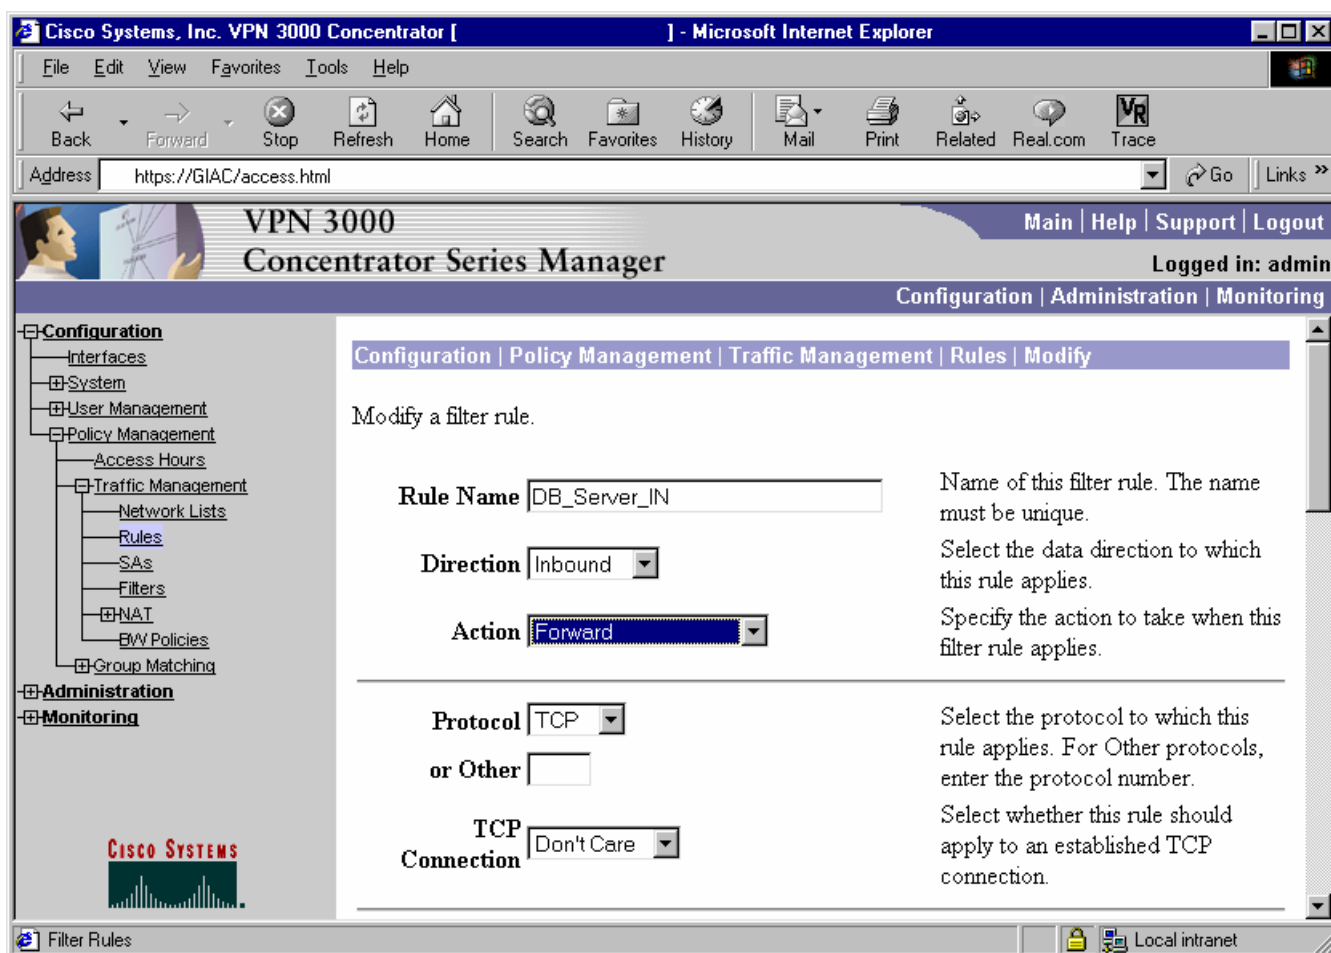 Cisco Systems, Inc. VPN 3000 Concentrator [ ] - Microsoft Internet Explorer
File Edit View Favorites Tools Help
Back Forward Stop Refresh Home Search Favorites History Mail Print Related Real.com Trace
Address https://GIAC/access.html Go Links »
VPN 3000
Concentrator Series Manager
Main | Help | Support | Logout
Logged in: admin
Configuration | Administration | Monitoring
Configuration
Interfaces
System
User Management
Policy Management
Access Hours
Traffic Management
Network Lists
Rules
SAs
Filters
NAT
BW Policies
Group Matching
Administration
Monitoring
CISCO SYSTEMS
Configuration | Policy Management | Traffic Management | Rules | Modify
Modify a filter rule.
Rule Name DB_Server_IN
Name of this filter rule. The name
must be unique.
Direction Inbound
Select the data direction to which
this rule applies.
Action Forward
Specify the action to take when this
filter rule applies.
Protocol TCP
or Other
Select the protocol to which this
rule applies. For Other protocols,
enter the protocol number.
TCP
Connection Don't Care
Select whether this rule should
apply to an established TCP
connection.
Filter Rules
Local intranet